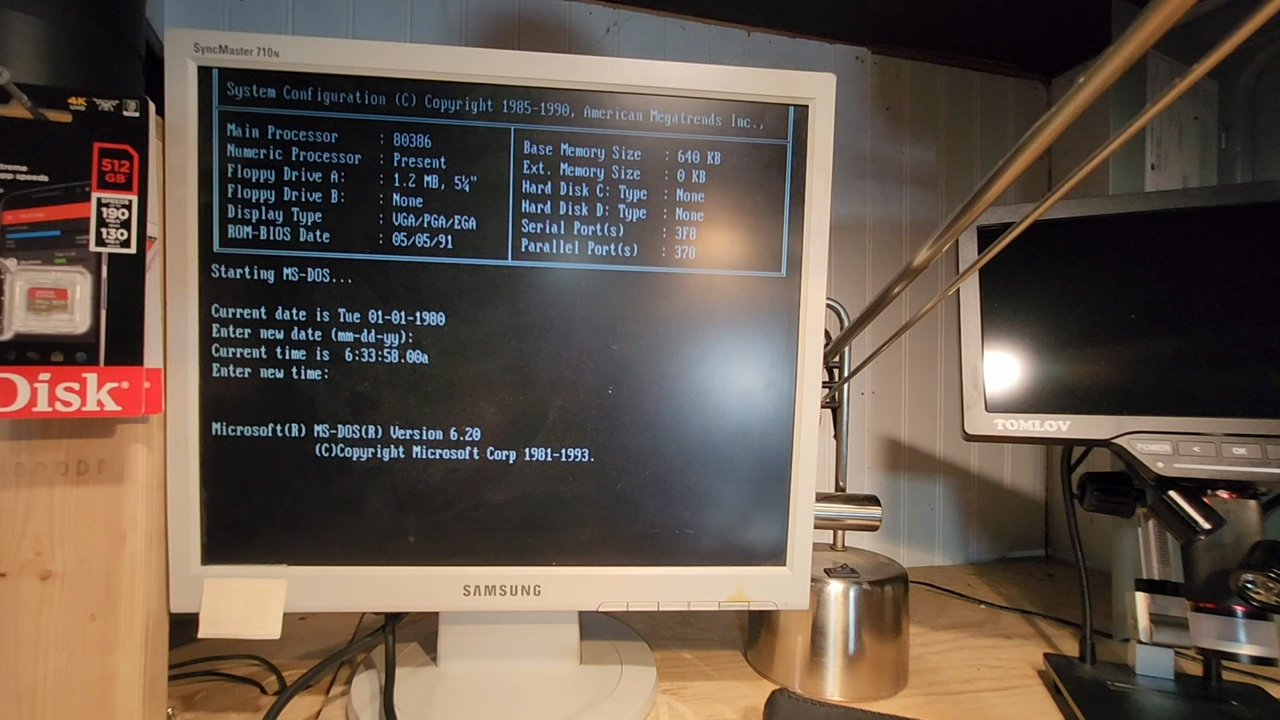 SyncMaster 710N
System Configuration (C) Copyright 1985-1990, American Megatrends Inc.,
Main Processor : 80386
Numeric Processor : Present
Floppy Drive A: : 1.2 MB, 5¼"
Floppy Drive B: : None
Display Type : VGA/PGA/EGA
ROM-BIOS Date : 05/05/91
Base Memory Size : 640 KB
Ext. Memory Size : 0 KB
Hard Disk C: Type : None
Hard Disk D: Type : None
Serial Port(s) : 3F8
Parallel Port(s) : 378
Starting MS-DOS...
Current date is Tue 01-01-1980
Enter new date (mm-dd-yy):
Current time is 6:33:58.00a
Enter new time:
Microsoft(R) MS-DOS(R) Version 6.20
(C)Copyright Microsoft Corp 1981-1993.
SAMSUNG
4K
512
GB
SPEEDS
190
130
Disk
TOMLOV
POWER
<
OK